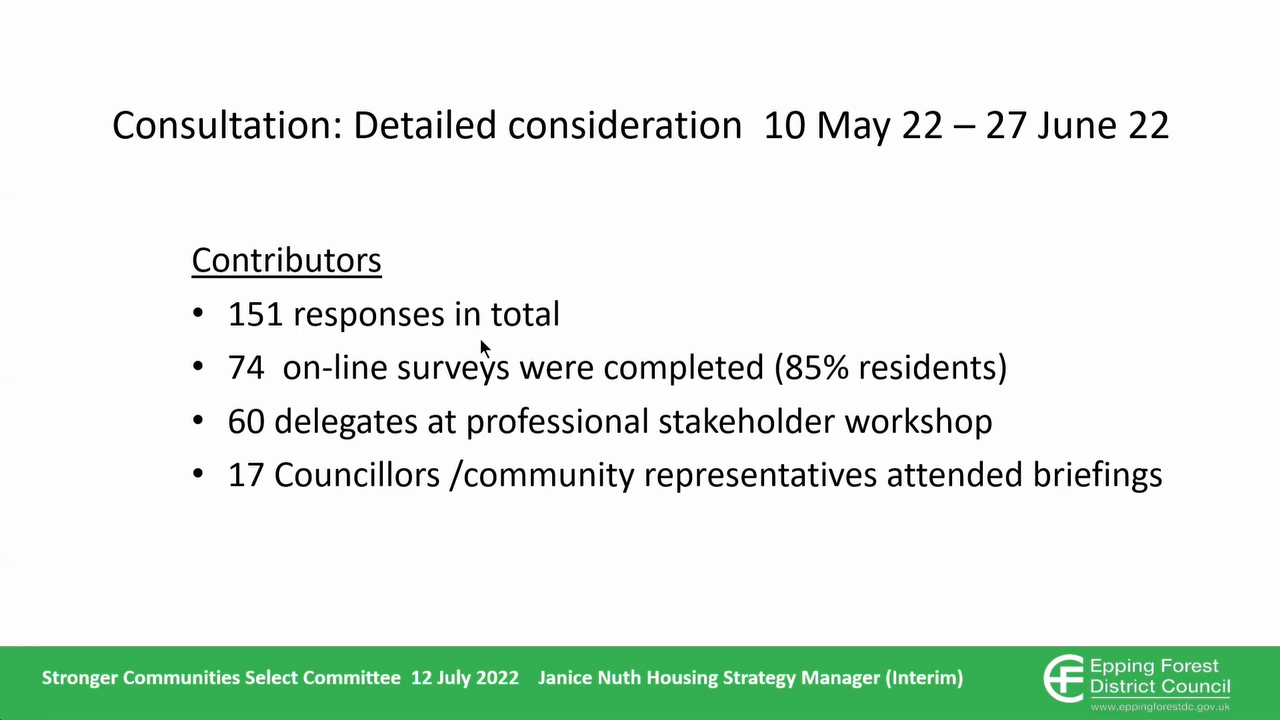 Consultation: Detailed consideration 10 May 22 – 27 June 22
Contributors
• 151 responses in total
• 74 on-line surveys were completed (85% residents)
• 60 delegates at professional stakeholder workshop
• 17 Councillors /community representatives attended briefings
Stronger Communities Select Committee 12 July 2022 Janice Nuth Housing Strategy Manager (Interim)
Epping Forest
District Council
www.eppingforestdc.gov.uk